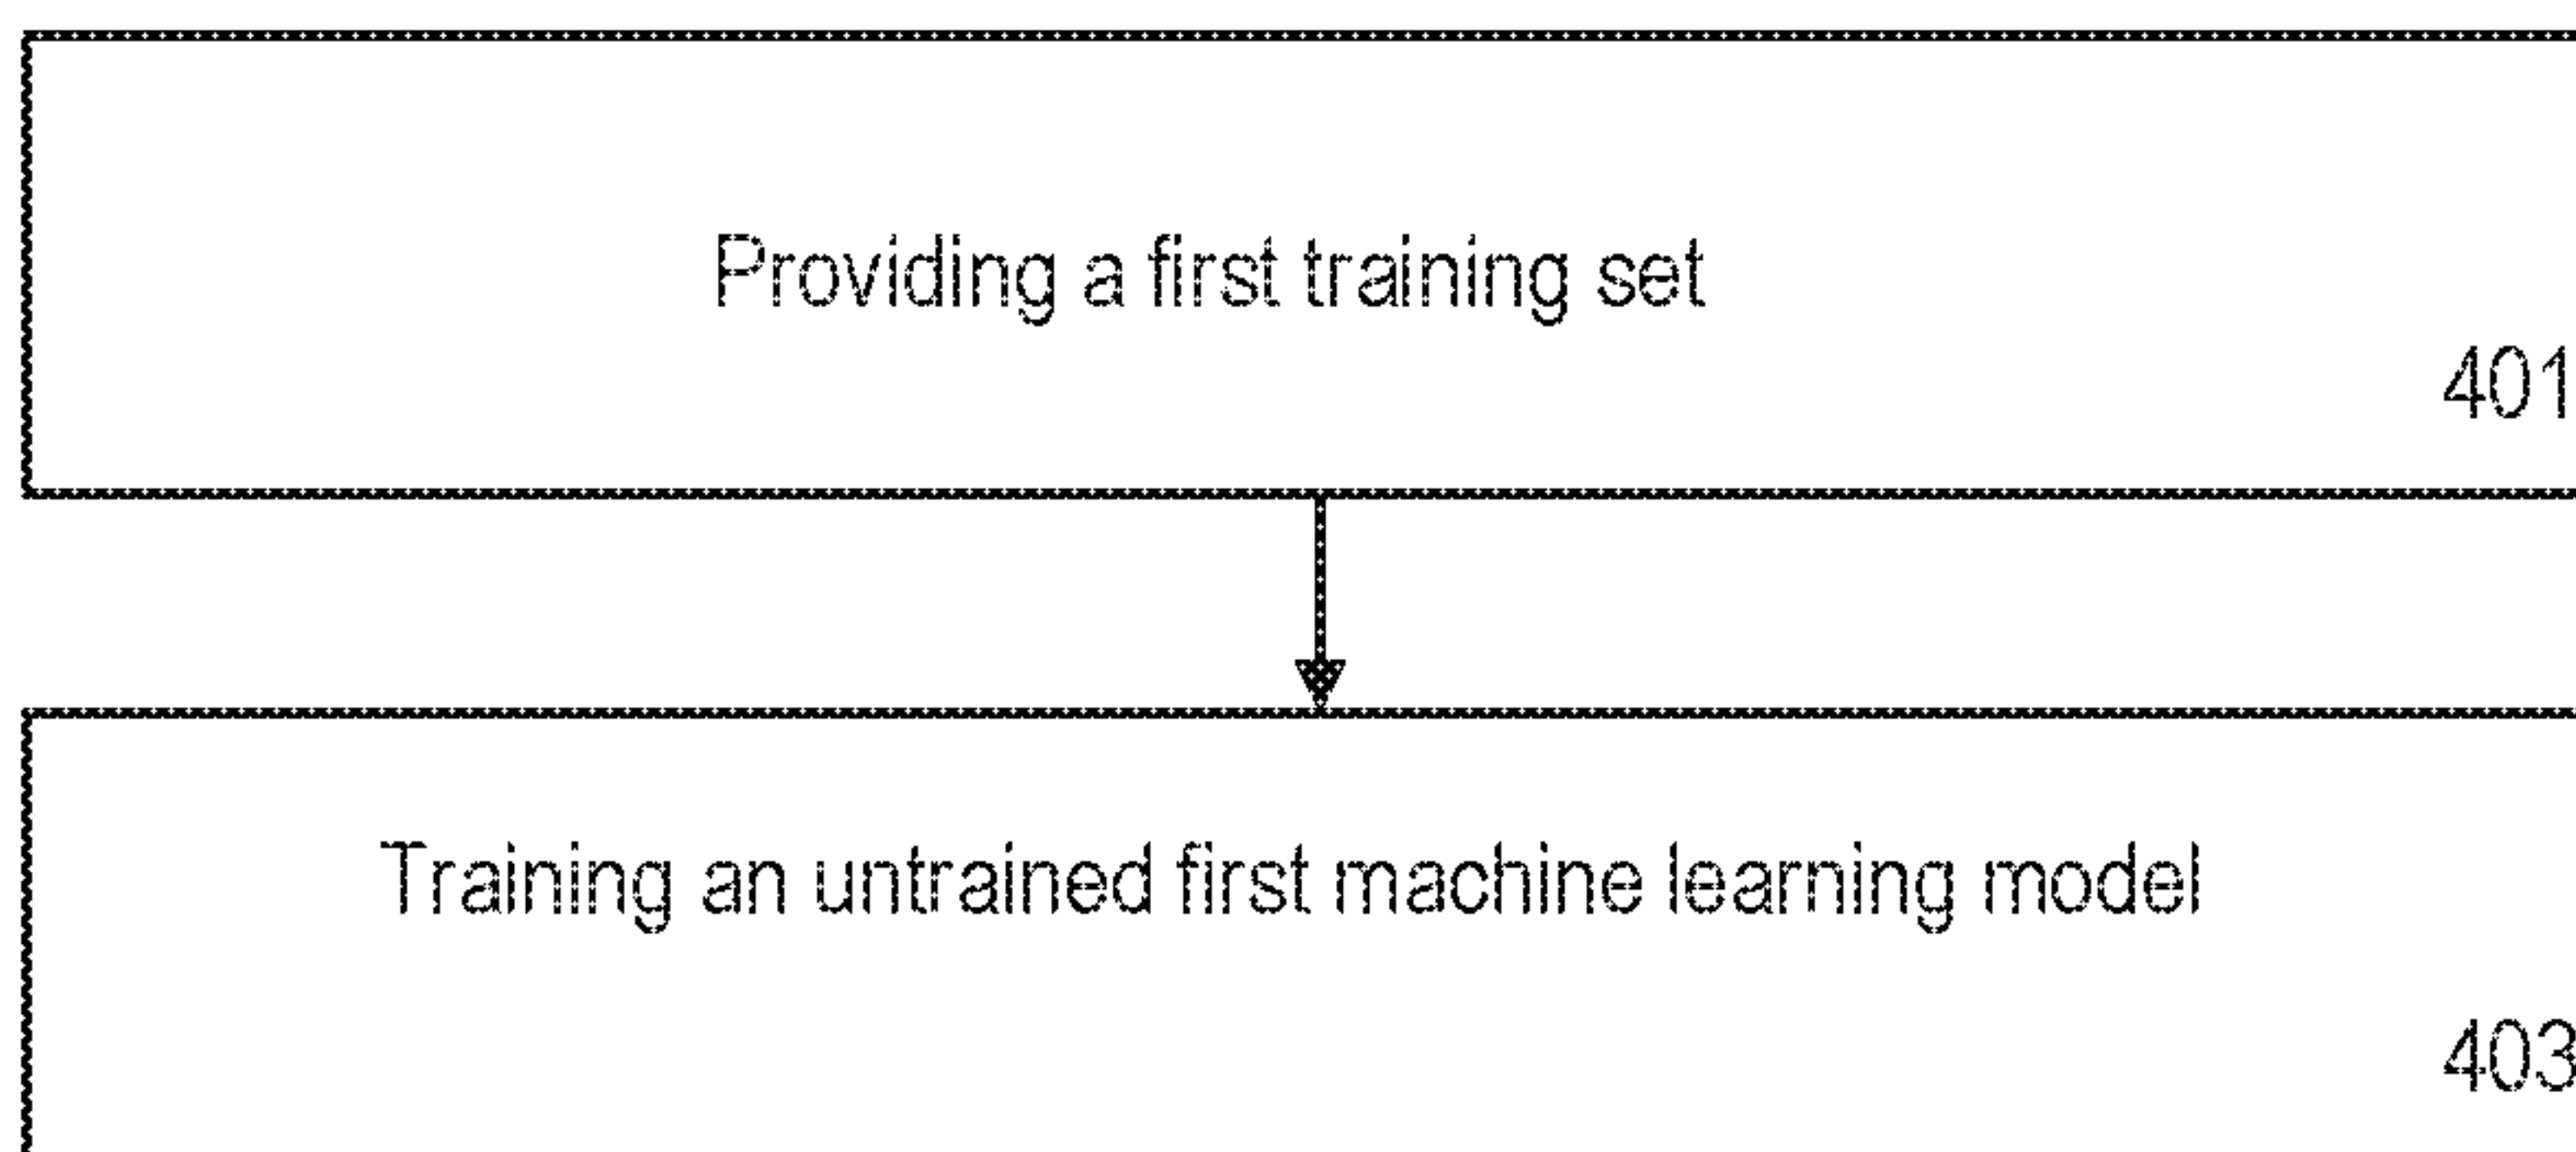 Providing a first training set
401
Training an untrained first machine learning model
403